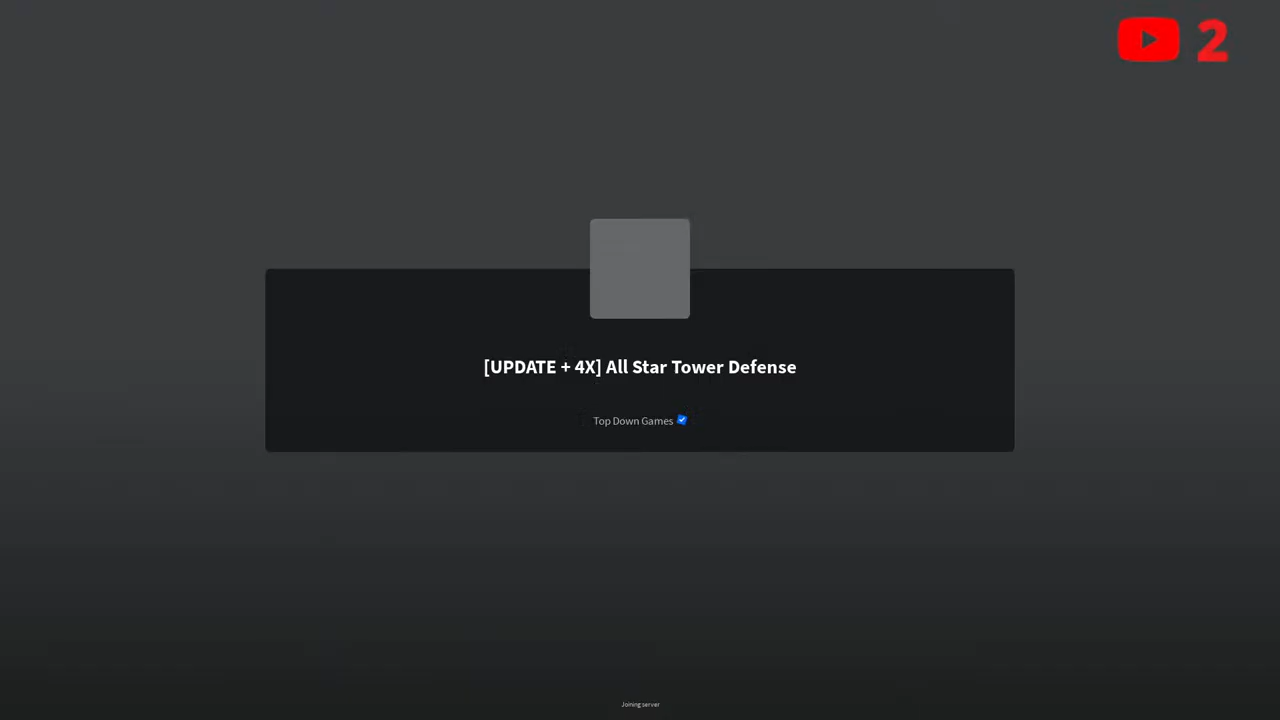 2
[UPDATE + 4X] All Star Tower Defense
Top Down Games
Joining server